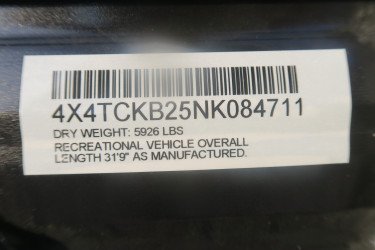 4X4TCKB25NK084711
DRY WEIGHT: 5926 LBS
RECREATIONAL VEHICLE OVERALL
LENGTH 31'9" AS MANUFACTURED.